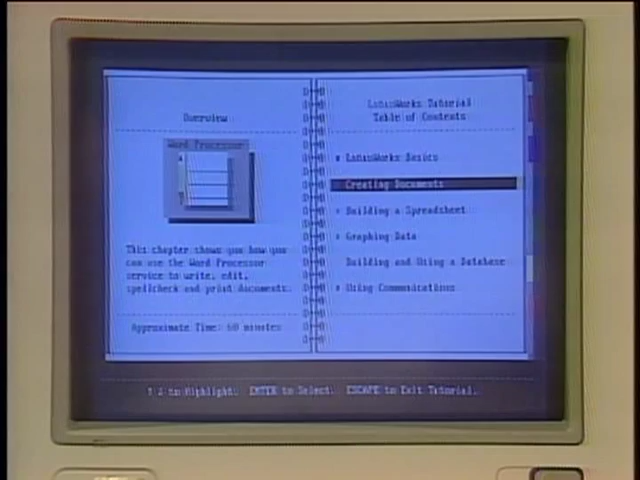 Overview
Word Processor
This chapter shows you how you
can use the Word Processor
service to write, edit,
spellcheck and print documents.
Approximate Time: 60 minutes
LotusWorks Tutorial
Table of Contents
LotusWorks Basics
Creating Documents
Building a Spreadsheet
Graphing Data
Building and Using a Database
Using Communications
to Highlight. ENTER to Select. ESCAPE to Exit Tutorial.